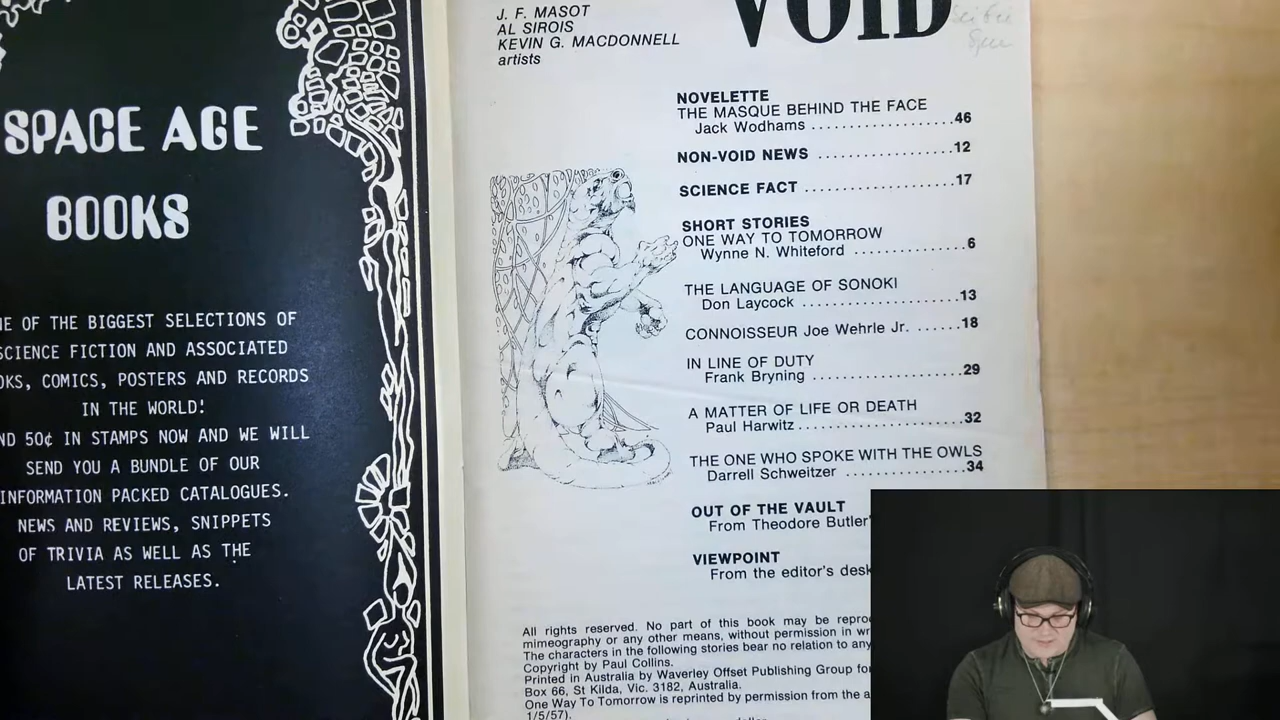 SPACE AGE
BOOKS
NE OF THE BIGGEST SELECTIONS OF
SCIENCE FICTION AND ASSOCIATED
OKS, COMICS, POSTERS AND RECORDS
IN THE WORLD!
ND 50¢ IN STAMPS NOW AND WE WILL
SEND YOU A BUNDLE OF OUR
INFORMATION PACKED CATALOGUES.
NEWS AND REVIEWS, SNIPPETS
OF TRIVIA AS WELL AS THE
LATEST RELEASES.
J. F. MASOT
AL SIROIS
KEVIN G. MACDONNELL
artists
VOID
NOVELETTE
THE MASQUE BEHIND THE FACE
Jack Wodhams ...................46
NON-VOID NEWS ..................12
SCIENCE FACT ....................17
SHORT STORIES
ONE WAY TO TOMORROW
Wynne N. Whiteford ...............6
THE LANGUAGE OF SONOKI
Don Laycock .....................13
CONNOISSEUR Joe Wehrle Jr. ......18
IN LINE OF DUTY
Frank Bryning ....................29
A MATTER OF LIFE OR DEATH
Paul Harwitz ......................32
THE ONE WHO SPOKE WITH THE OWLS
Darrell Schweitzer ...............34
OUT OF THE VAULT
From Theodore Butler'
VIEWPOINT
From the editor's desk
All rights reserved. No part of this book may be repro
mimeography or any other means, without permission in wr
The characters in the following stories bear no relation to any
Copyright by Paul Collins.
Printed in Australia by Waverley Offset Publishing Group fo
Box 66, St Kilda, Vic. 3182, Australia.
One Way To Tomorrow is reprinted by permission from the a
1/5/57).